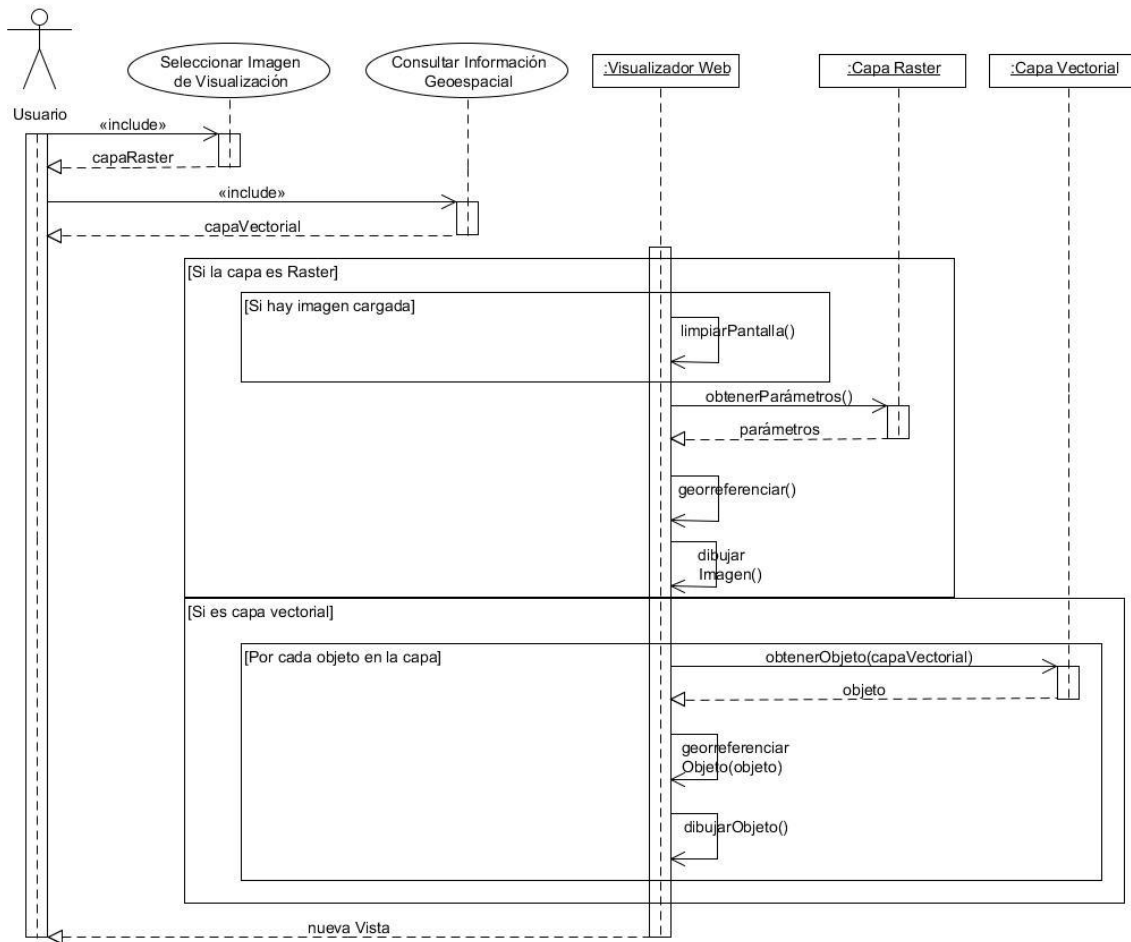 Seleccionar Imagen
de Visualización
Consultar Información
Geoespacial
:Visualizador Web
:Capa Raster
:Capa Vectorial
Usuario
«include»
capaRaster
«include»
capaVectorial
[Si la capa es Raster]
[Si hay imagen cargada]
limpiarPantalla()
obtenerParámetros()
parámetros
georreferenciar()
dibujar
Imagen()
[Si es capa vectorial]
[Por cada objeto en la capa]
obtenerObjeto(capaVectorial)
objeto
georreferenciar
Objeto(objeto)
dibujarObjeto()
nueva Vista